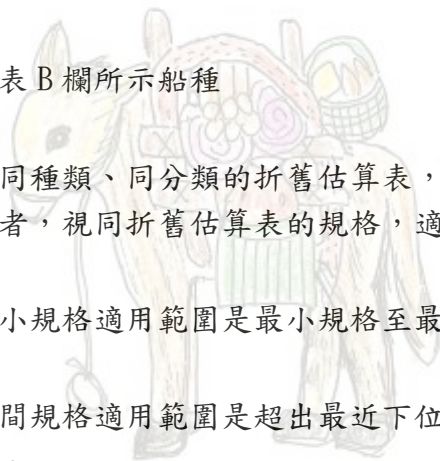 表 B 欄所示船種
同種類、同分類的折舊估算表，
者，視同折舊估算表的規格，適
小規格適用範圍是最小規格至最
間規格適用範圍是超出最近下位